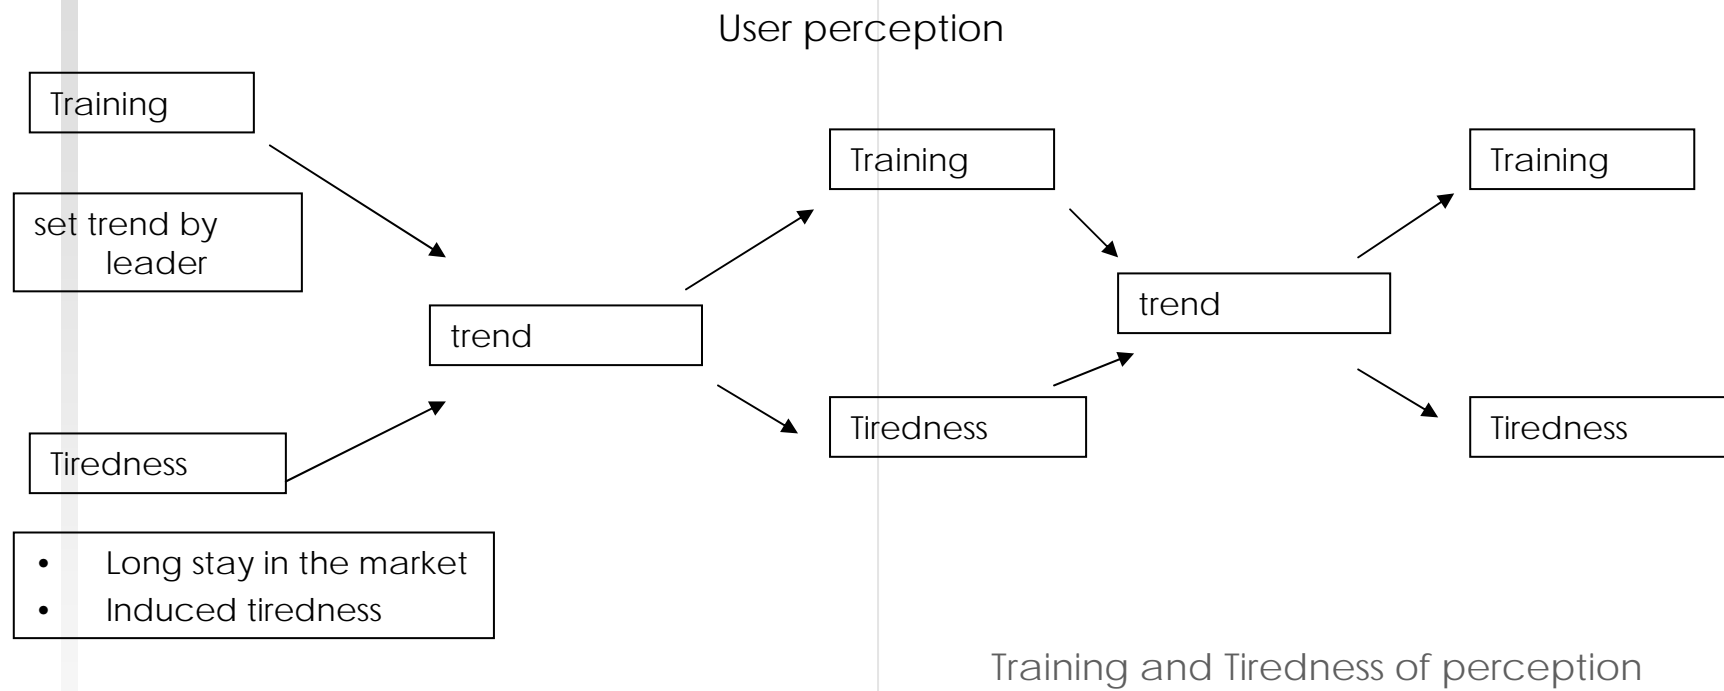 User perception
Training
set trend by
leader
trend
Tiredness
• Long stay in the market
• Induced tiredness
Training
Tiredness
trend
Training
Tiredness
Training and Tiredness of perception